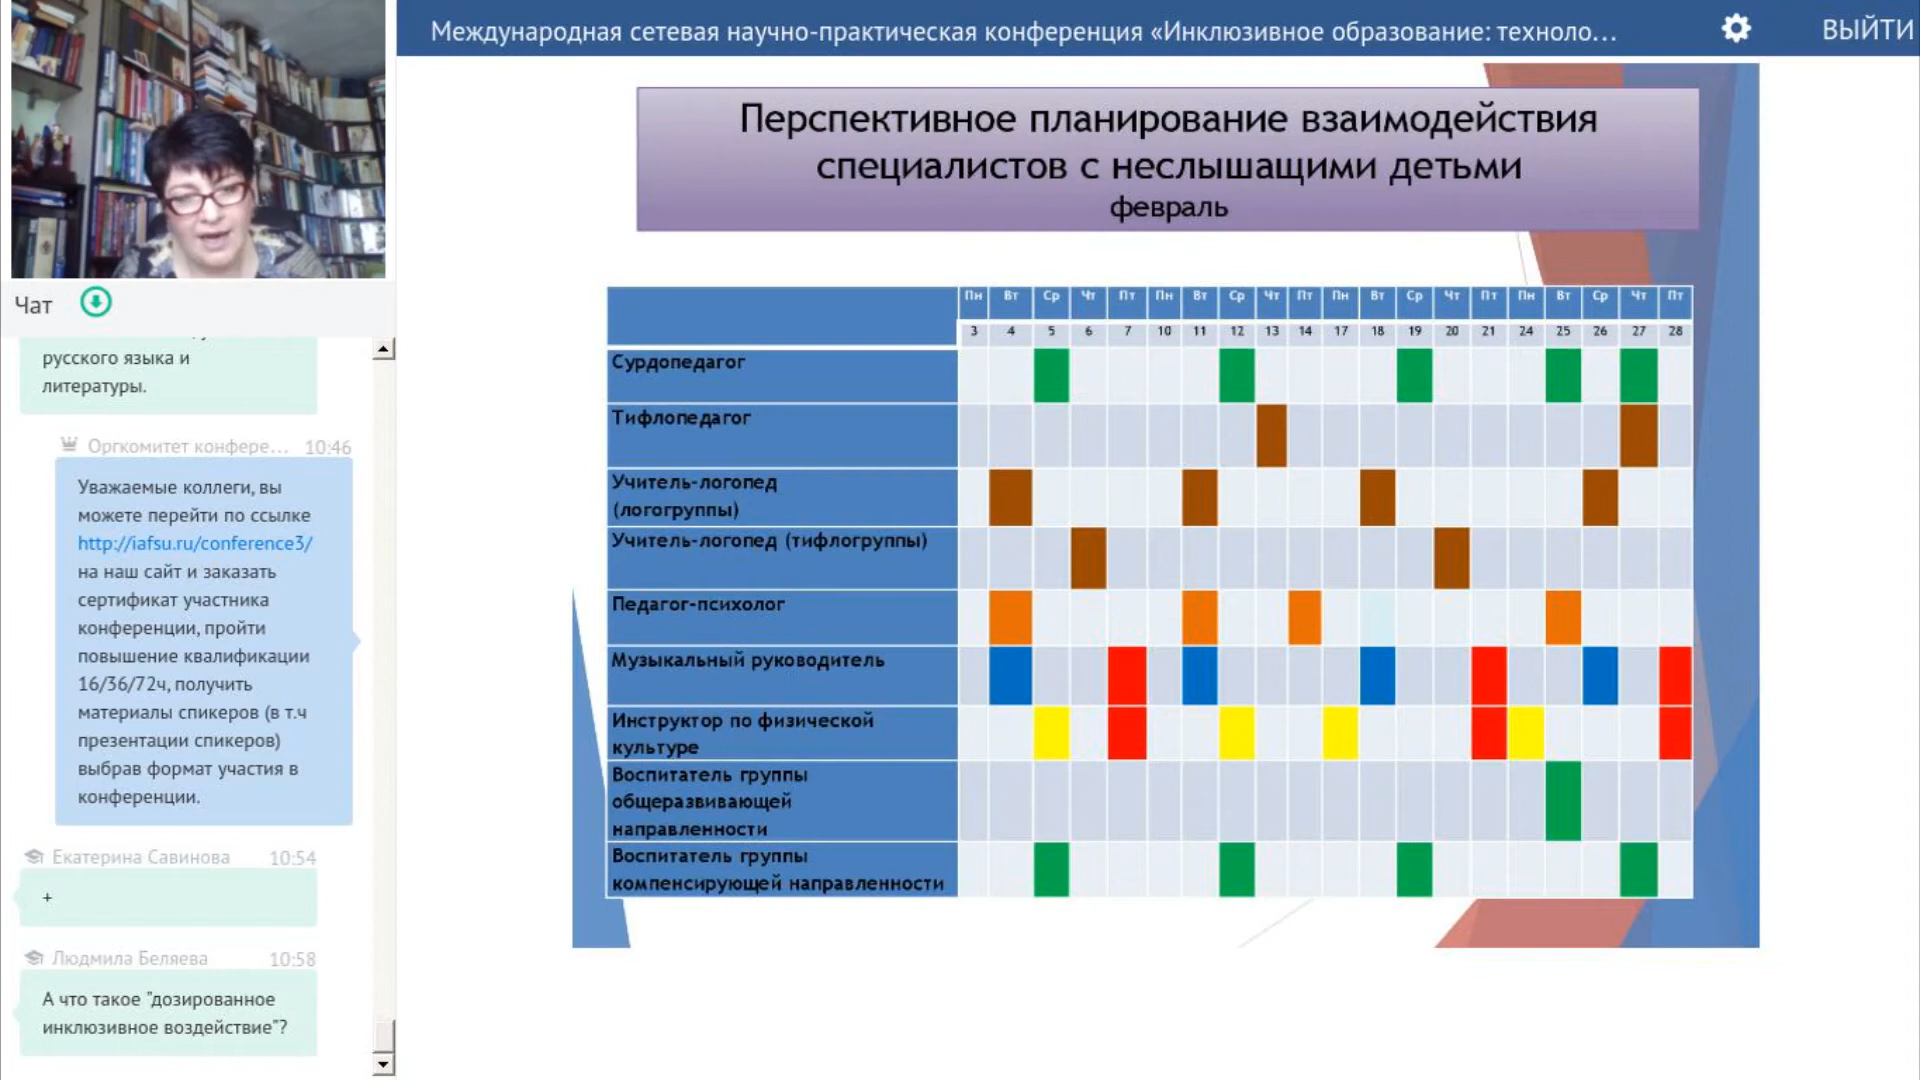 Международная сетевая научно-практическая конференция «Инклюзивное образование: техноло...
ВЫЙТИ
Чат
русского языка и
литературы.
Оргкомитет конфере... 10:46
Уважаемые коллеги, вы
можете перейти по ссылке
http://iafsu.ru/conference3/
на наш сайт и заказать
сертификат участника
конференции, пройти
повышение квалификации
16/36/72ч, получить
материалы спикеров (в т.ч
презентации спикеров)
выбрав формат участия в
конференции.
Екатерина Савинова 10:54
+
Людмила Беляева 10:58
А что такое "дозированное
инклюзивное воздействие"?
Перспективное планирование взаимодействия
специалистов с неслышащими детьми
февраль
Пн Вт Ср Чт Пт Пн Вт Ср Чт Пт Пн Вт Ср Чт Пт Пн Вт Ср Чт Пт
3 4 5 6 7 10 11 12 13 14 17 18 19 20 21 24 25 26 27 28
Сурдопедагог
Тифлопедагог
Учитель-логопед
(логогруппы)
Учитель-логопед (тифлогруппы)
Педагог-психолог
Музыкальный руководитель
Инструктор по физической
культуре
Воспитатель группы
общеразвивающей
направленности
Воспитатель группы
компенсирующей направленности